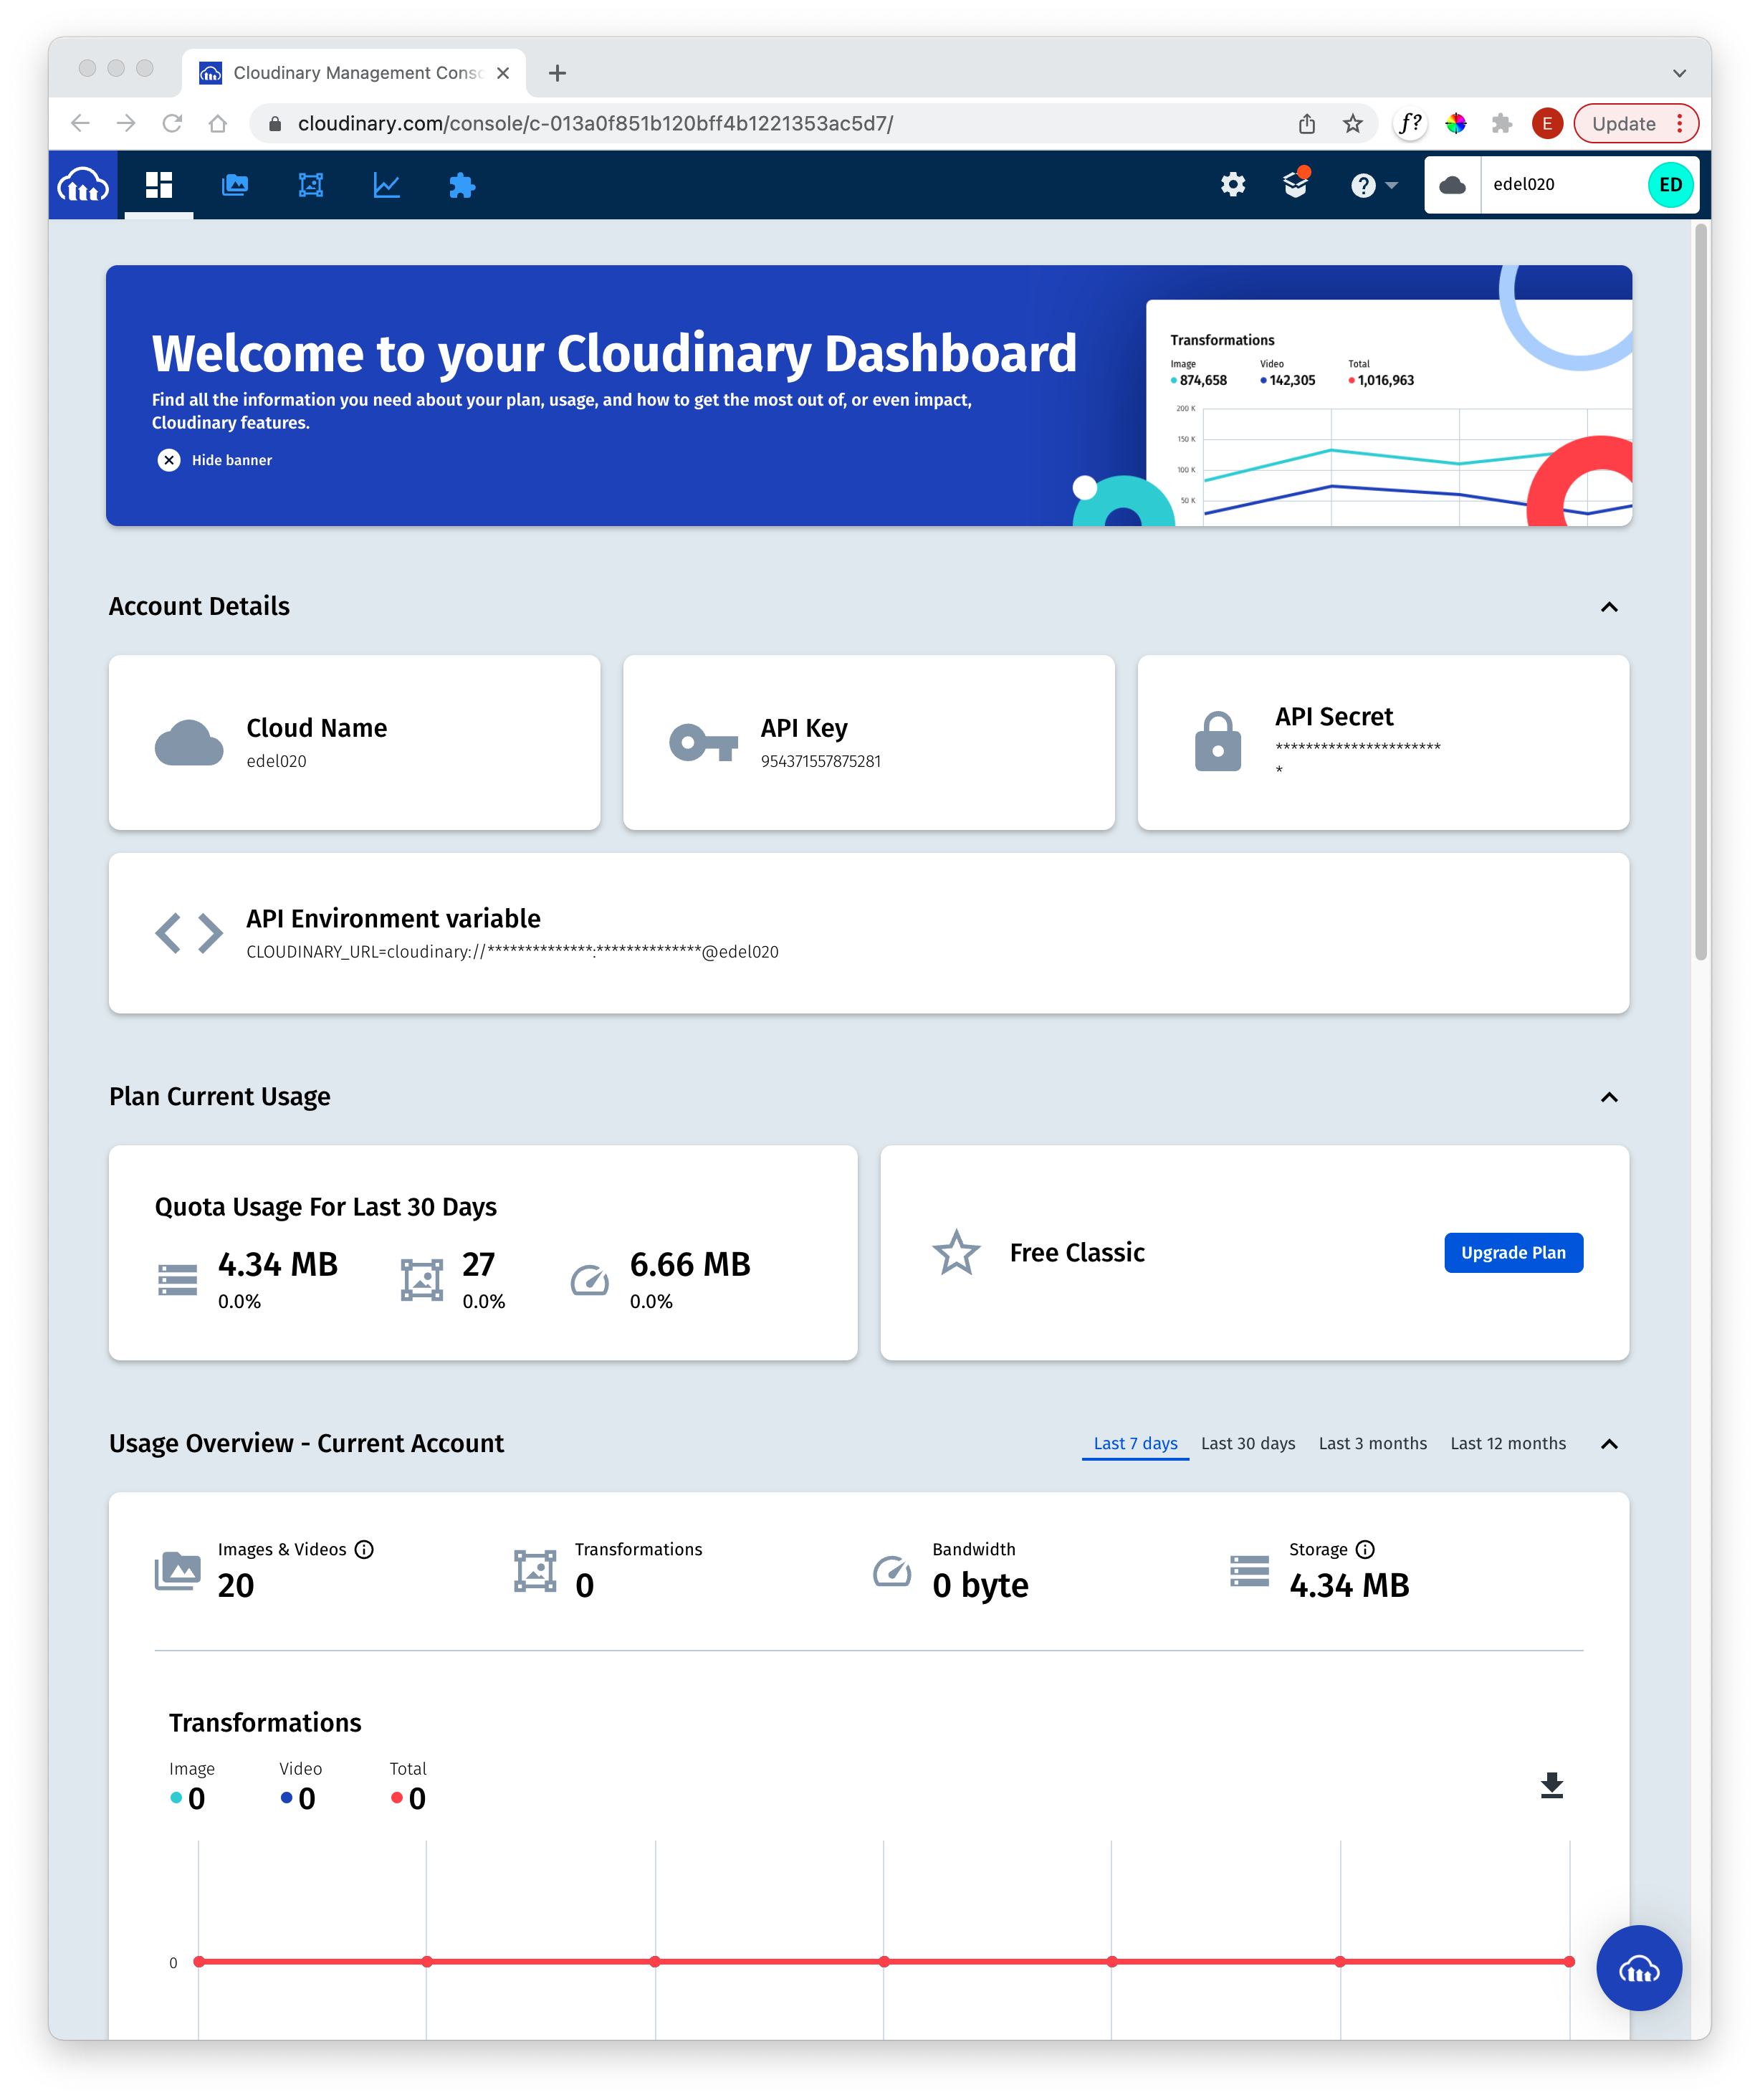 Cloudinary Management Conso
cloudinary.com/console/c-013a0f851b120bff4b1221353ac5d7/
f?
E
Update
edel020
ED
Welcome to your Cloudinary Dashboard
Find all the information you need about your plan, usage, and how to get the most out of, or even impact,
Cloudinary features.
Hide banner
Transformations
Image Video Total
874,658 142,305 1,016,963
200 K
150 K
100 K
50 K
Account Details
Cloud Name
edel020
API Key
954371557875281
API Secret
**********************
*
API Environment variable
CLOUDINARY_URL=cloudinary://**************:**************@edel020
Plan Current Usage
Quota Usage For Last 30 Days
4.34 MB 27 6.66 MB
0.0% 0.0% 0.0%
Free Classic
Upgrade Plan
Usage Overview - Current Account
Last 7 days Last 30 days Last 3 months Last 12 months
Images & Videos Transformations Bandwidth Storage
20 0 0 byte 4.34 MB
Transformations
Image Video Total
0 0 0
0